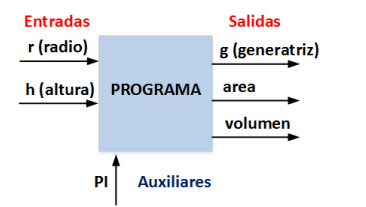 Entradas
Salidas
r (radio)
h (altura)
PROGRAMA
g (generatriz)
area
volumen
PI
Auxiliares